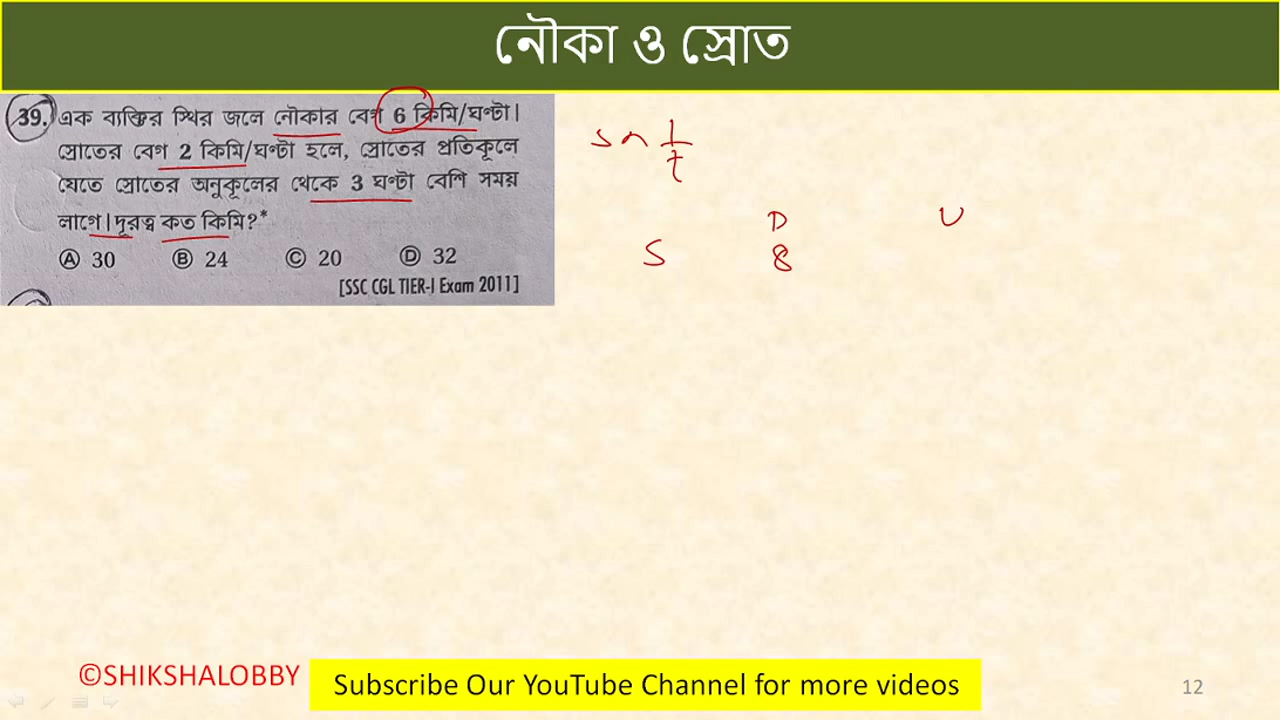 নৌকা ও স্রোত
39. এক ব্যক্তির স্থির জলে নৌকার বেগ 6 কিমি/ঘণ্টা।
স্রোতের বেগ 2 কিমি/ঘণ্টা হলে, স্রোতের প্রতিকূলে
যেতে স্রোতের অনুকূলের থেকে 3 ঘণ্টা বেশি সময়
লাগে। দূরত্ব কত কিমি?*
Ⓐ 30 Ⓑ 24 Ⓒ 20 Ⓓ 32
[SSC CGL TIER-I Exam 2011]
S ∝ 1/t
D U
S 8
©SHIKSHALOBBY
Subscribe Our YouTube Channel for more videos
12